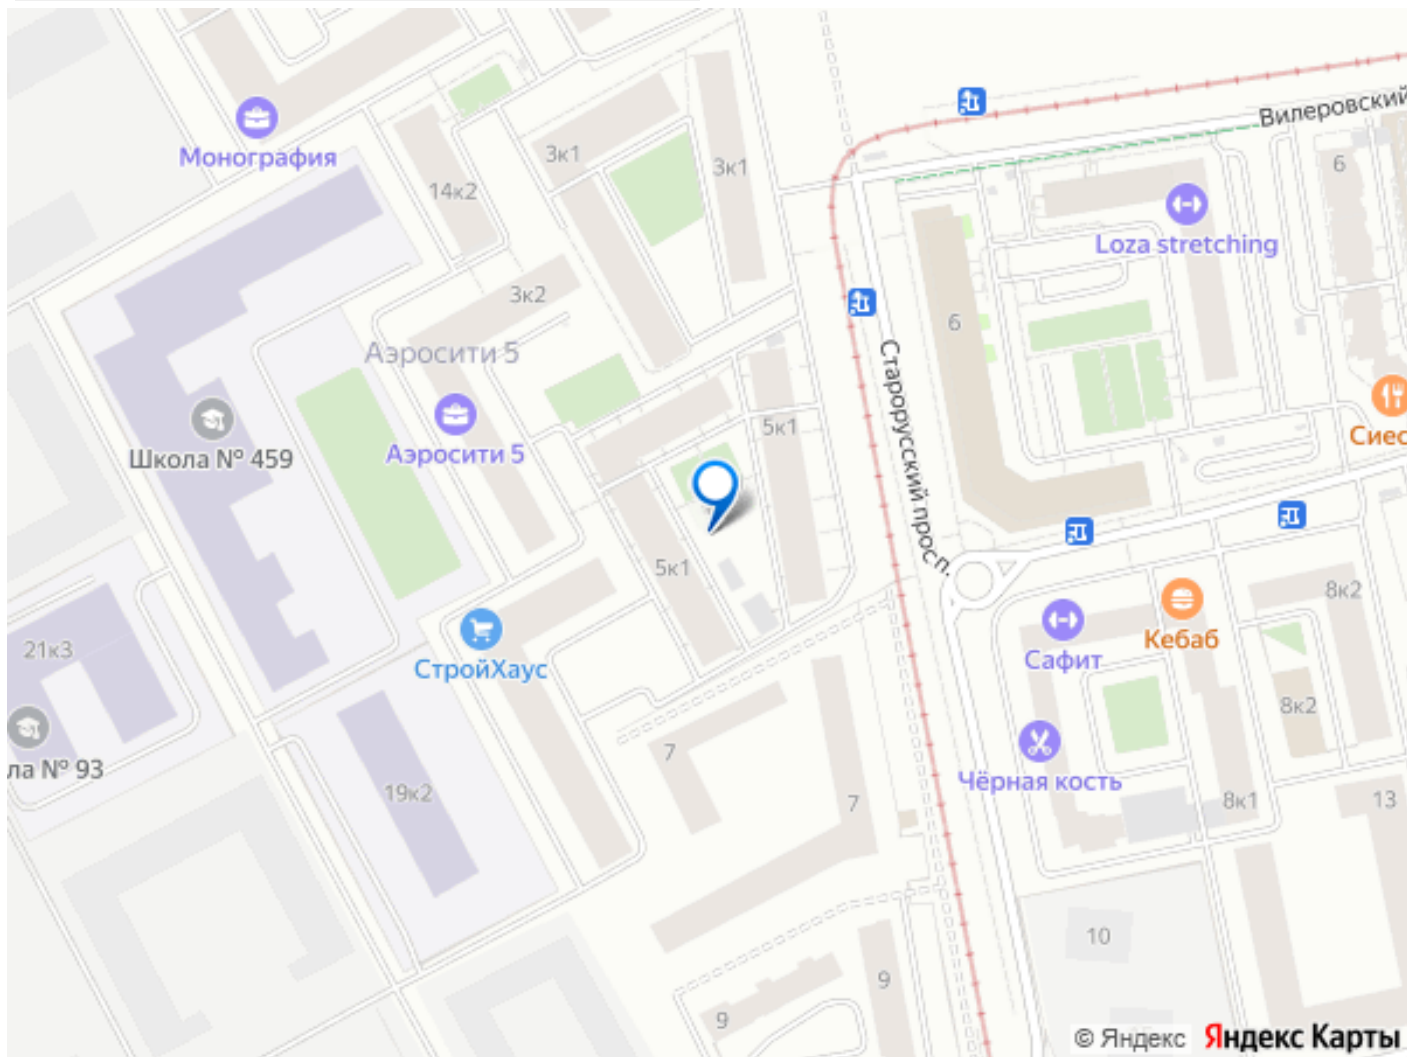 Вилеровский
Монография
3к1
3к1
6
14к2
Loza stretching
3к2
6
Аэросити 5
Старорусский просп.
5к1
Сиес
Аэросити 5
Школа № 459
5к1
8к2
21к3
Сафит
Кебаб
СтройХаус
8к2
7
ла № 93
Чёрная кость
19к2
7
8к1
13
10
9
9
© Яндекс Яндекс Карты